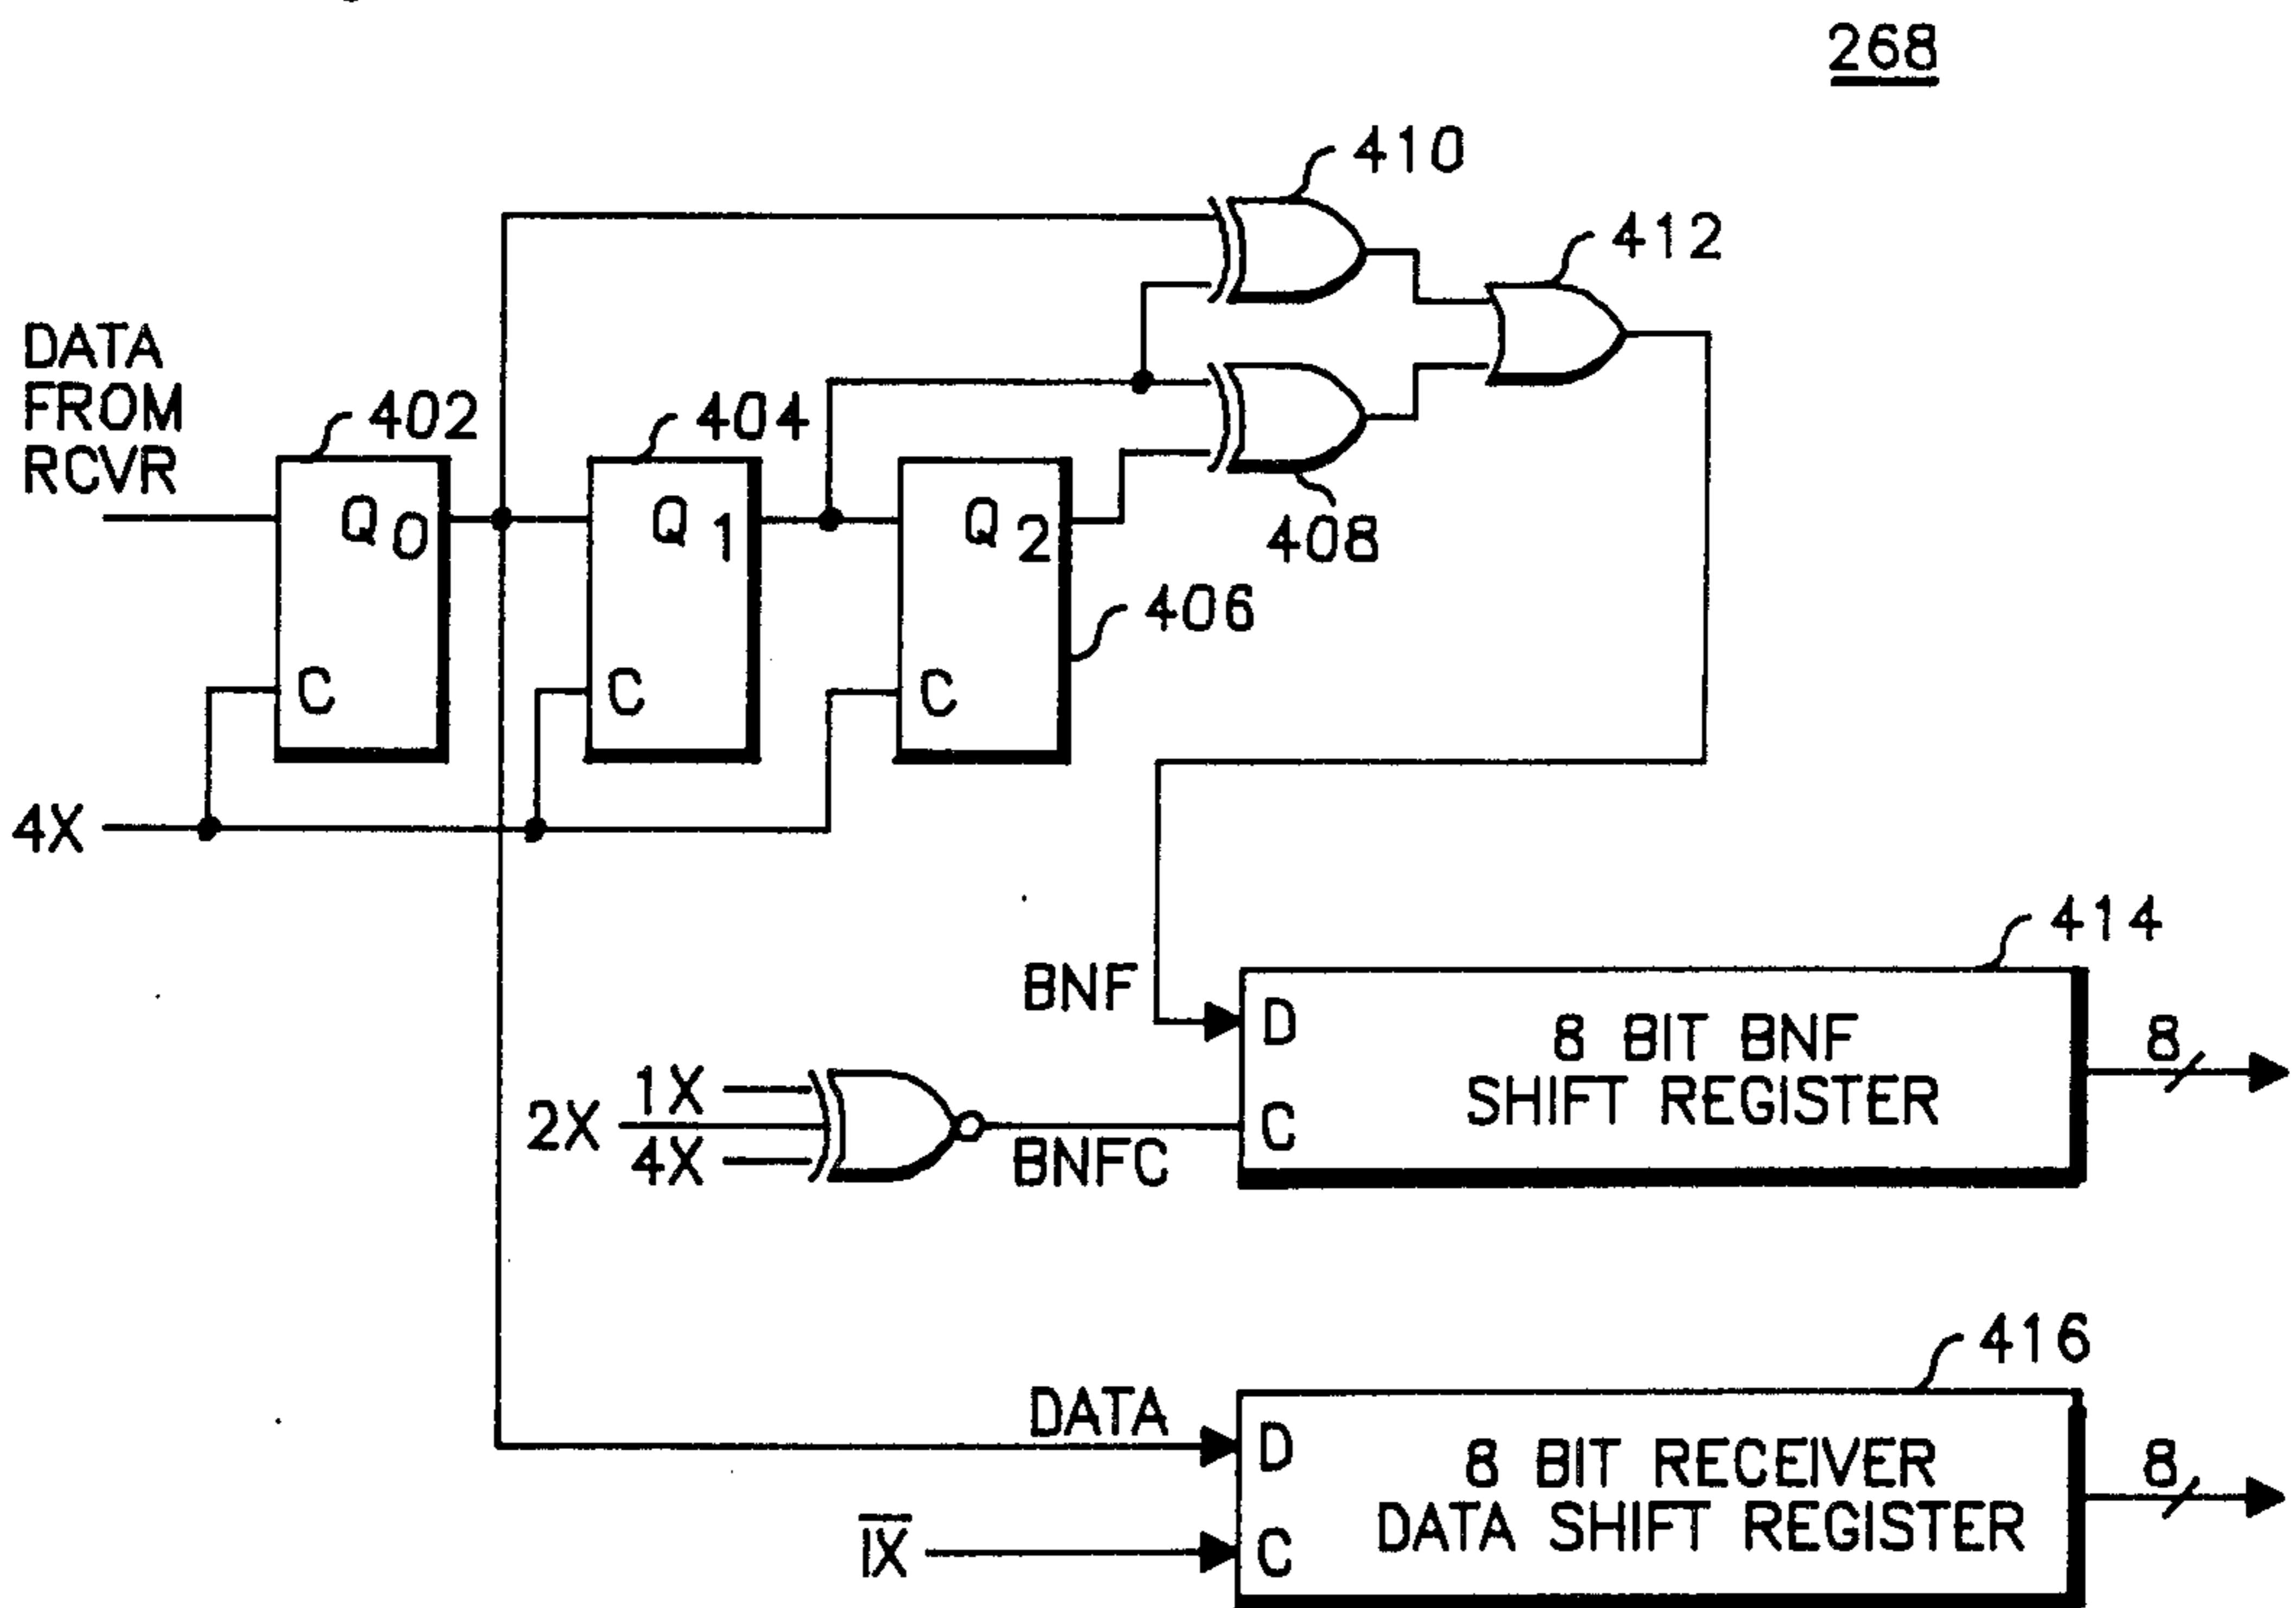 268
410
412
DATA
FROM
RCVR
402
404
Q0
Q1
Q2
408
406
C
C
C
4X
414
BNF
D
8 BIT BNF
SHIFT REGISTER
8
1X
2X
4X
BNFC
C
416
DATA
D
8 BIT RECEIVER
DATA SHIFT REGISTER
8
1X
C